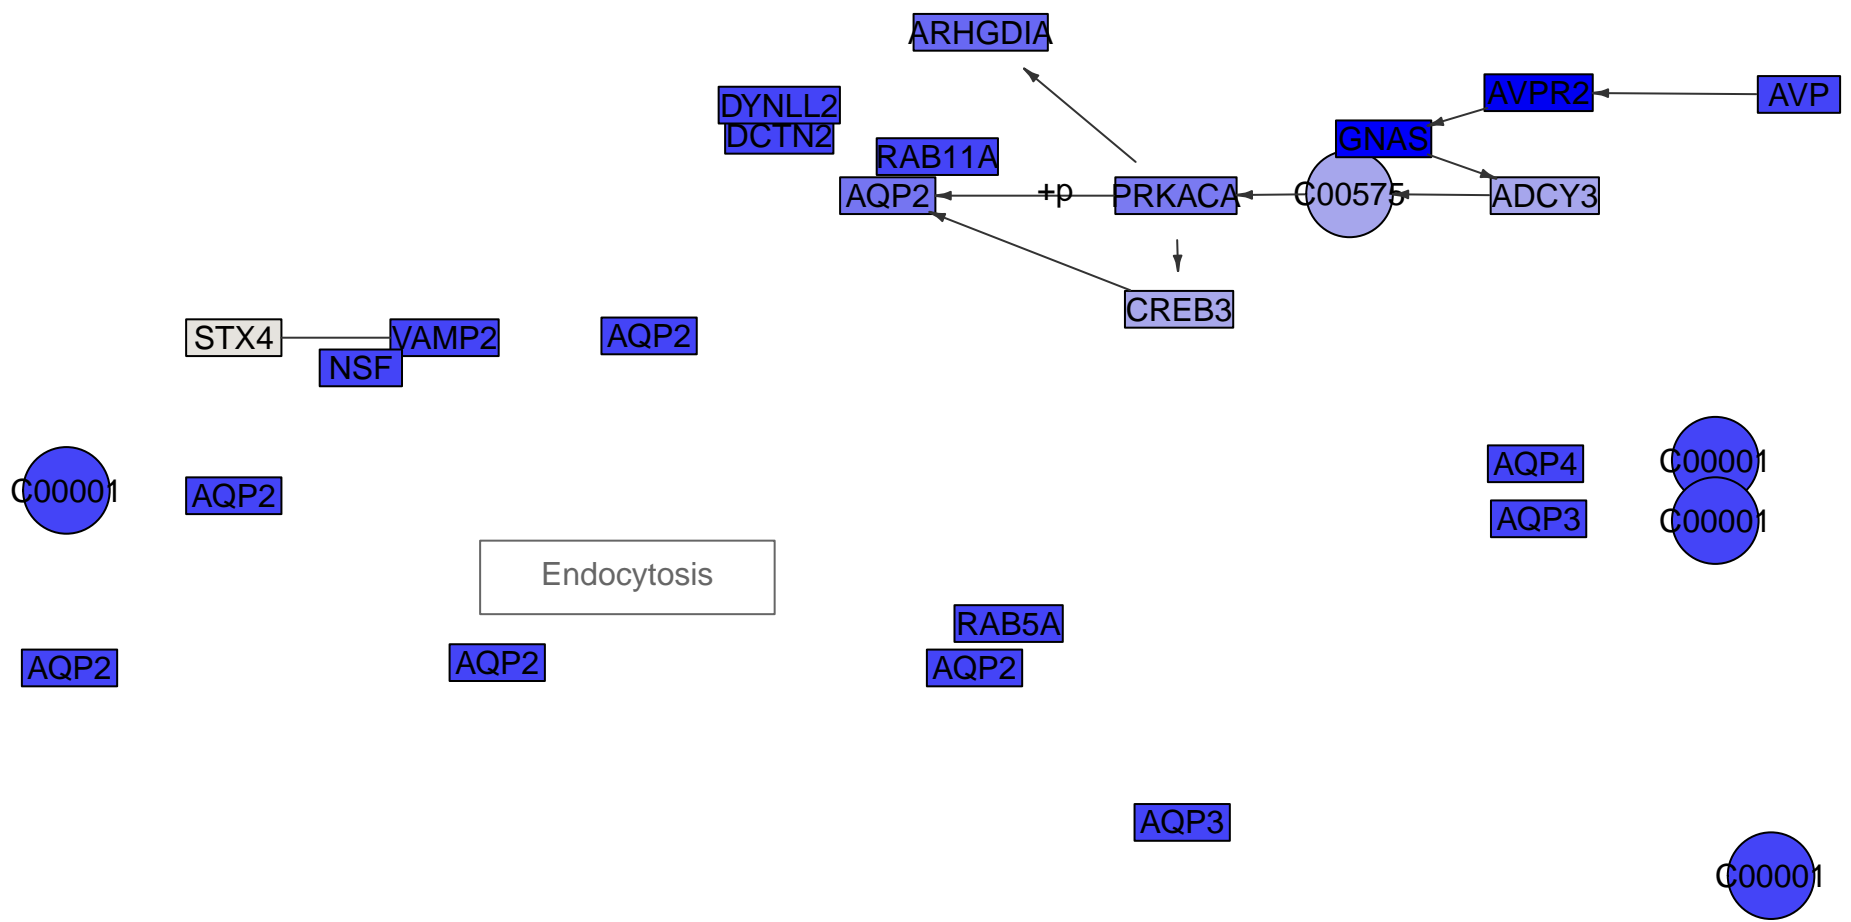 ARHGDIA
AVPR2
AVP
DYNLL2
DCTN2
GNAS
RAB11A
AQP2
+p
PRKACA
C00575
ADCY3
CREB3
STX4
VAMP2
AQP2
NSF
C00001
AQP2
AQP4
C00001
AQP3
C00001
Endocytosis
RAB5A
AQP2
AQP2
AQP2
AQP3
C00001